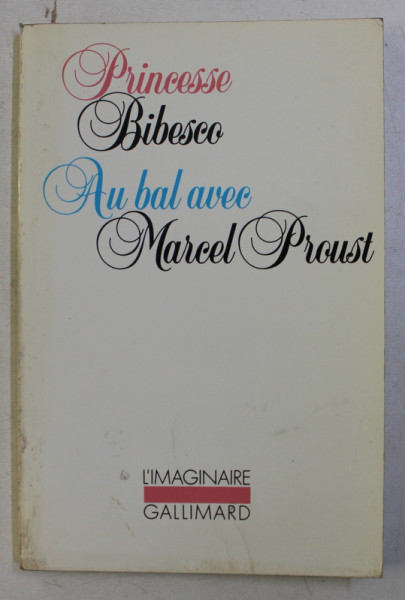 Princesse
Bibesco
Au bal avec
Marcel Proust
L'IMAGINAIRE
GALLIMARD